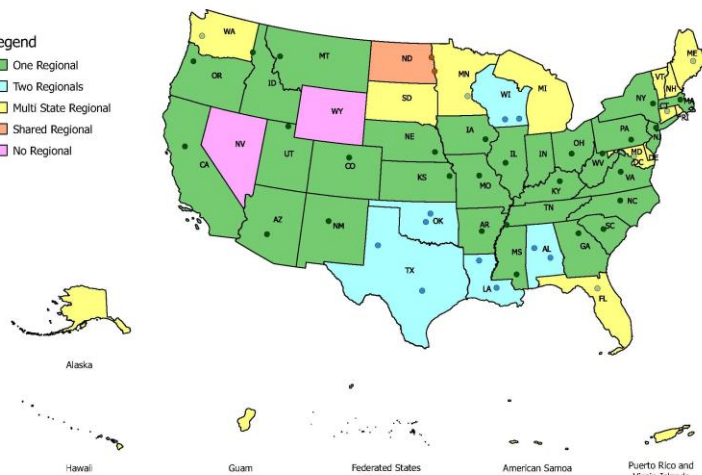 egend
One Regional
Two Regionals
Multi State Regional
Shared Regional
No Regional
WA
MT
ND
MN
OR
ID
SD
WI
MI
WY
ME
VT
NH
NY
MA
CT
RI
NV
CA
UT
CO
NE
IA
IL
IN
OH
PA
NJ
MD
DE
DC
WV
VA
KS
MO
KY
NC
TN
AZ
NM
OK
AR
SC
TX
LA
MS
AL
GA
FL
Alaska
Hawaii
Guam
Federated States
American Samoa
Puerto Rico and